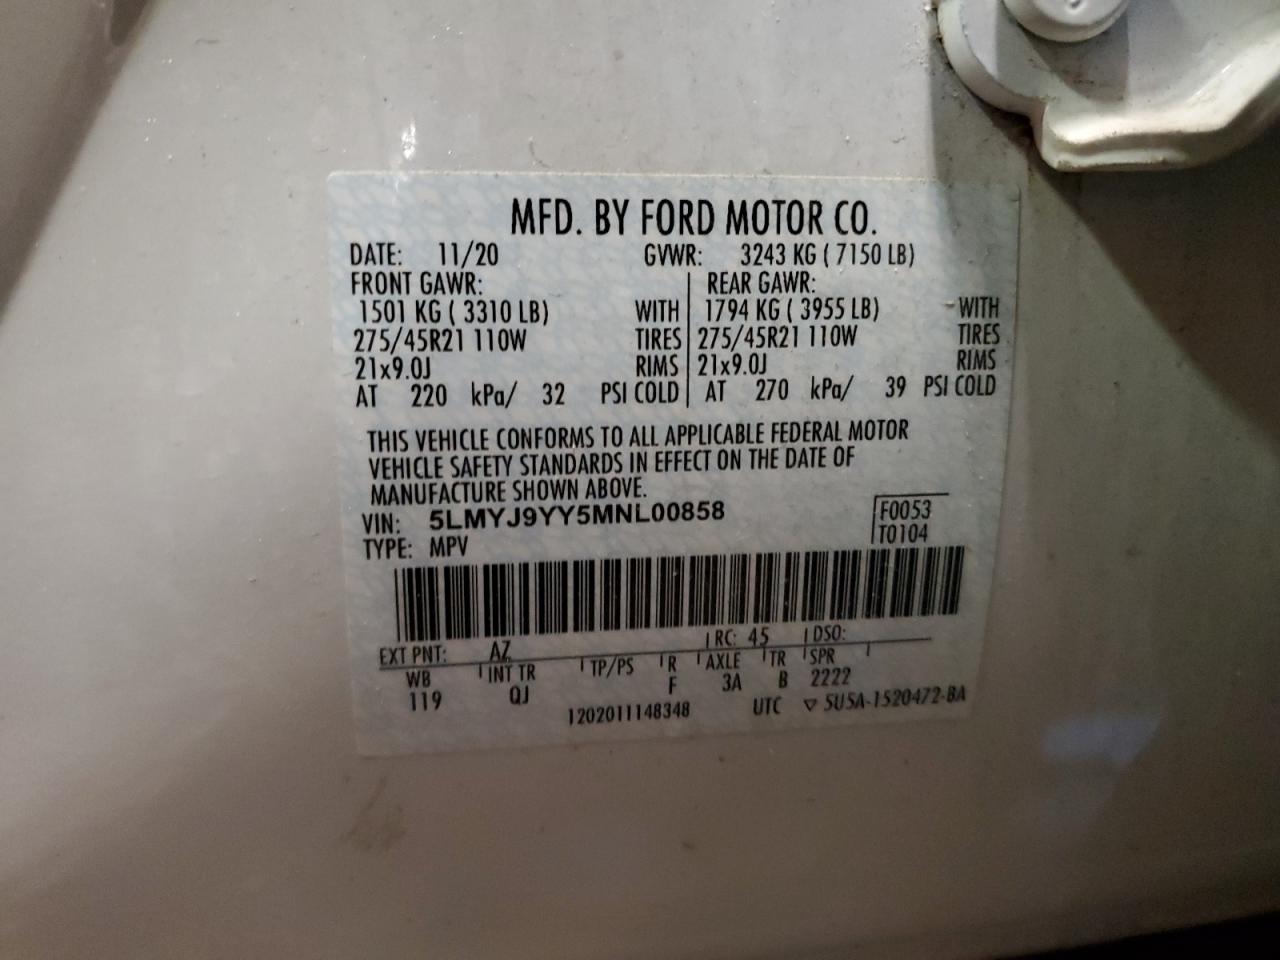 MFD. BY FORD MOTOR CO.
DATE: 11/20 GVWR: 3243 KG ( 7150 LB)
FRONT GAWR: REAR GAWR:
1501 KG ( 3310 LB) WITH 1794 KG ( 3955 LB) WITH
275/45R21 110W TIRES 275/45R21 110W TIRES
21x9.0J RIMS 21x9.0J RIMS
AT 220 kPa/ 32 PSI COLD AT 270 kPa/ 39 PSI COLD
THIS VEHICLE CONFORMS TO ALL APPLICABLE FEDERAL MOTOR
VEHICLE SAFETY STANDARDS IN EFFECT ON THE DATE OF
MANUFACTURE SHOWN ABOVE.
VIN: 5LMYJ9YY5MNL00858 F0053
TYPE: MPV T0104
EXT PNT: AZ RC: 45 DSO:
WB INT TR TP/PS R AXLE TR SPR
119 QJ F 3A B 2222
1202011148348 UTC ▽ 5U5A-1520472-BA